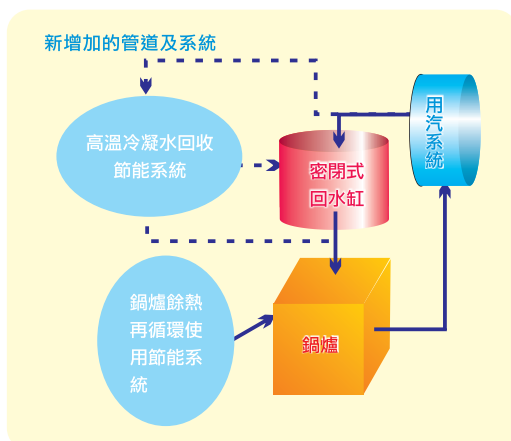 新增加的管道及系統
用
汽
系
統
高溫冷凝水回收
節能系統
密閉式
回水缸
鍋爐餘熱
再循環使
用節能系
統
鍋爐